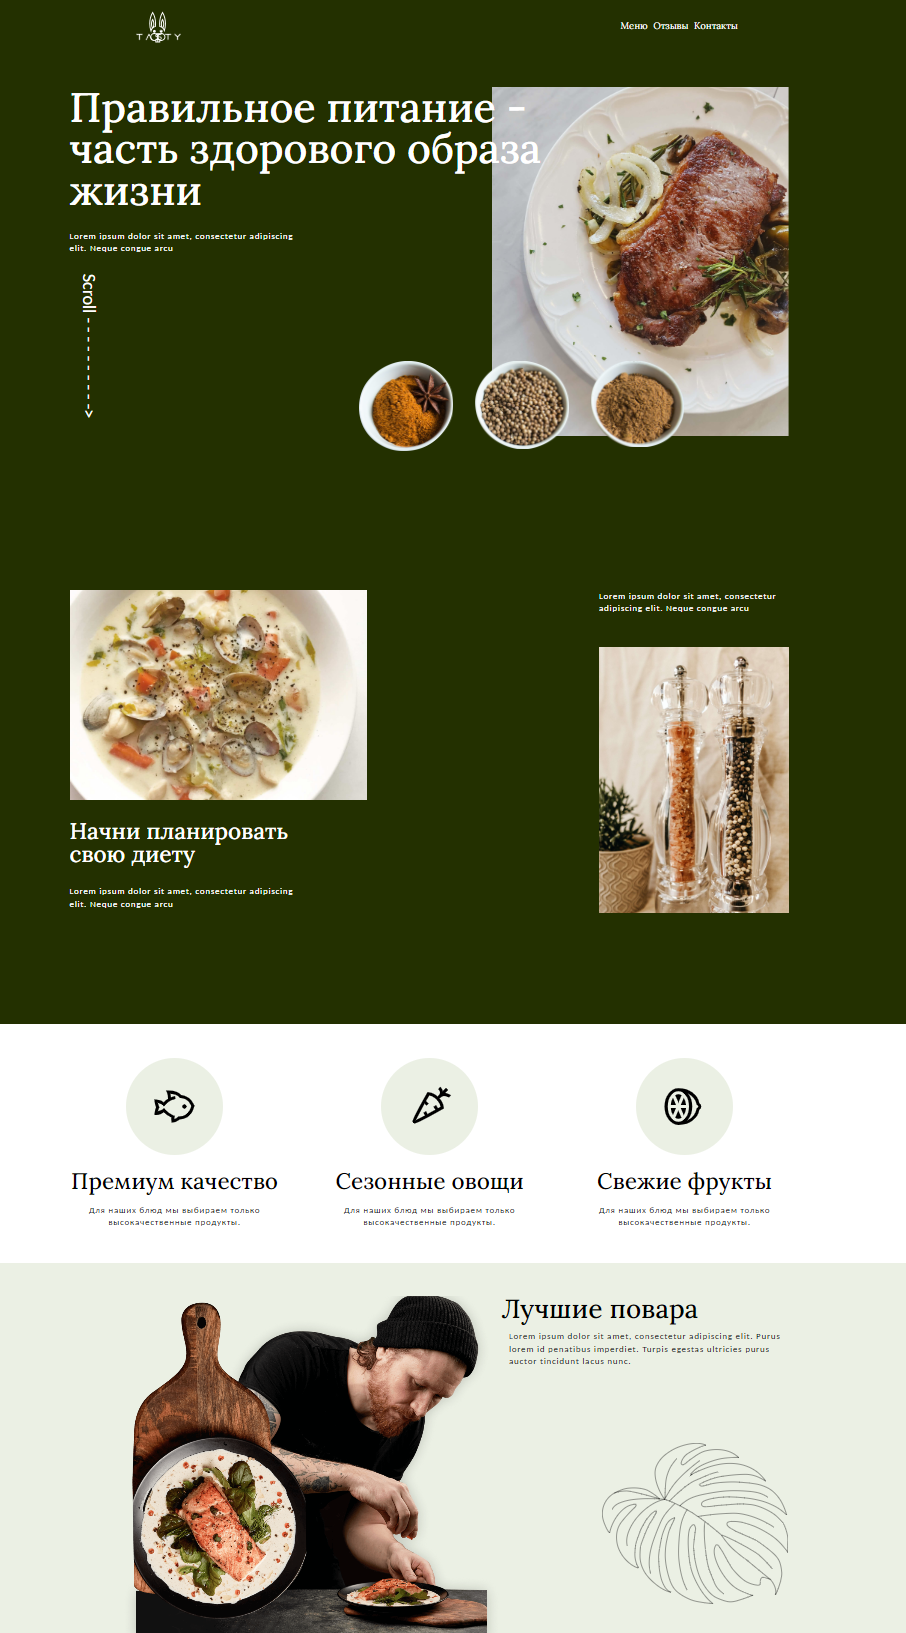 TASTY
Меню Отзывы Контакты
Правильное питание -
часть здорового образа
жизни
Lorem ipsum dolor sit amet, consectetur adipiscing
elit. Neque congue arcu
Scroll
Lorem ipsum dolor sit amet, consectetur
adipiscing elit. Neque congue arcu
Начни планировать
свою диету
Lorem ipsum dolor sit amet, consectetur adipiscing
elit. Neque congue arcu
Премиум качество
Для наших блюд мы выбираем только
высокачественные продукты.
Сезонные овощи
Для наших блюд мы выбираем только
высокачественные продукты.
Свежие фрукты
Для наших блюд мы выбираем только
высокачественные продукты.
Лучшие повара
Lorem ipsum dolor sit amet, consectetur adipiscing elit. Purus
lorem id penatibus imperdiet. Turpis egestas ultricies purus
auctor tincidunt lacus nunc.